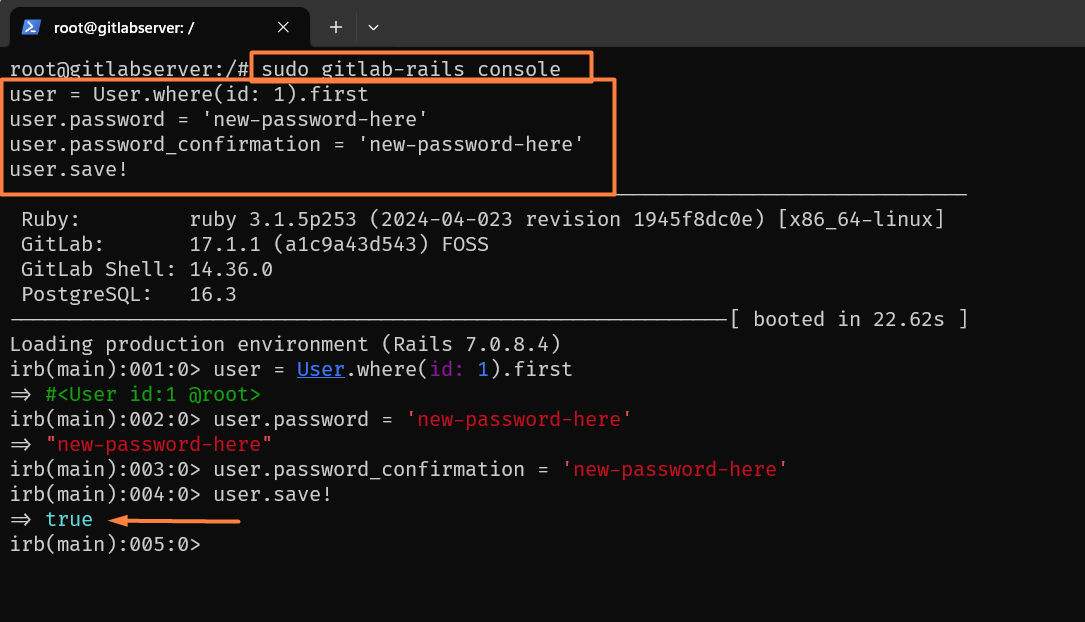 root@gitlabserver: /
root@gitlabserver:/# sudo gitlab-rails console
user = User.where(id: 1).first
user.password = 'new-password-here'
user.password_confirmation = 'new-password-here'
user.save!
Ruby: ruby 3.1.5p253 (2024-04-023 revision 1945f8dc0e) [x86_64-linux]
GitLab: 17.1.1 (a1c9a43d543) FOSS
GitLab Shell: 14.36.0
PostgreSQL: 16.3
[ booted in 22.62s ]
Loading production environment (Rails 7.0.8.4)
irb(main):001:0> user = User.where(id: 1).first
=> #<User id:1 @root>
irb(main):002:0> user.password = 'new-password-here'
=> "new-password-here"
irb(main):003:0> user.password_confirmation = 'new-password-here'
irb(main):004:0> user.save!
=> true
irb(main):005:0>